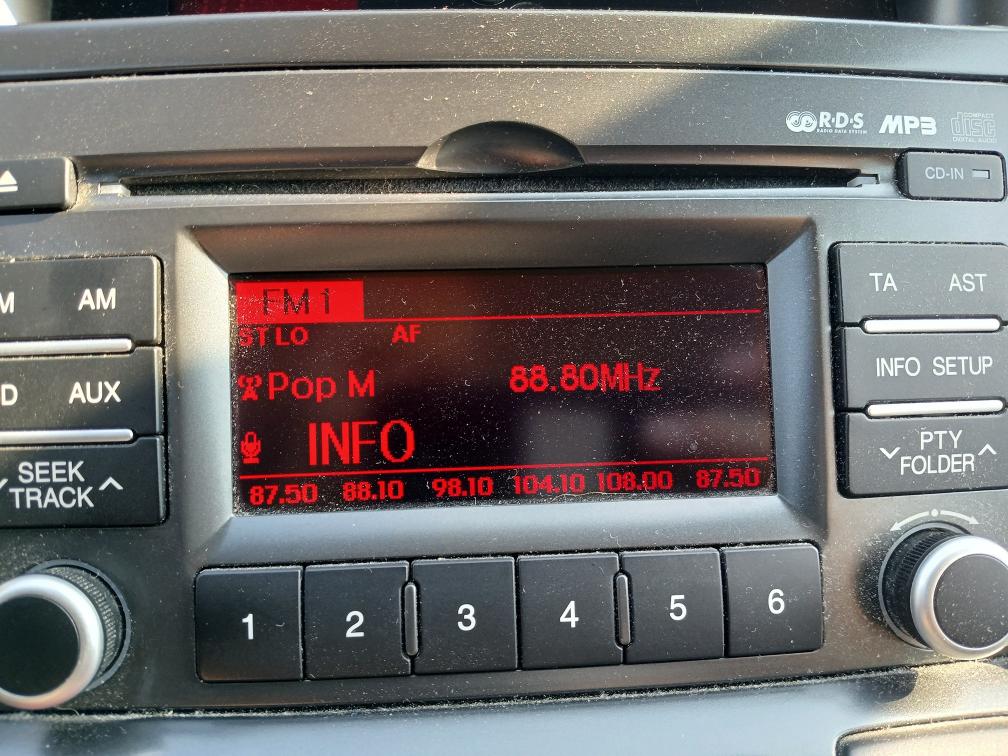 R·D·S MP3 COMPACT disc
RADIO DATA SYSTEM DIGITAL AUDIO
CD-IN
M AM
D AUX
SEEK
TRACK
FM 1
ST LO AF
Pop M 88.80MHz
INFO
87.50 88.10 98.10 104.10 108.00 87.50
TA AST
INFO SETUP
PTY
FOLDER
1 2 3 4 5 6